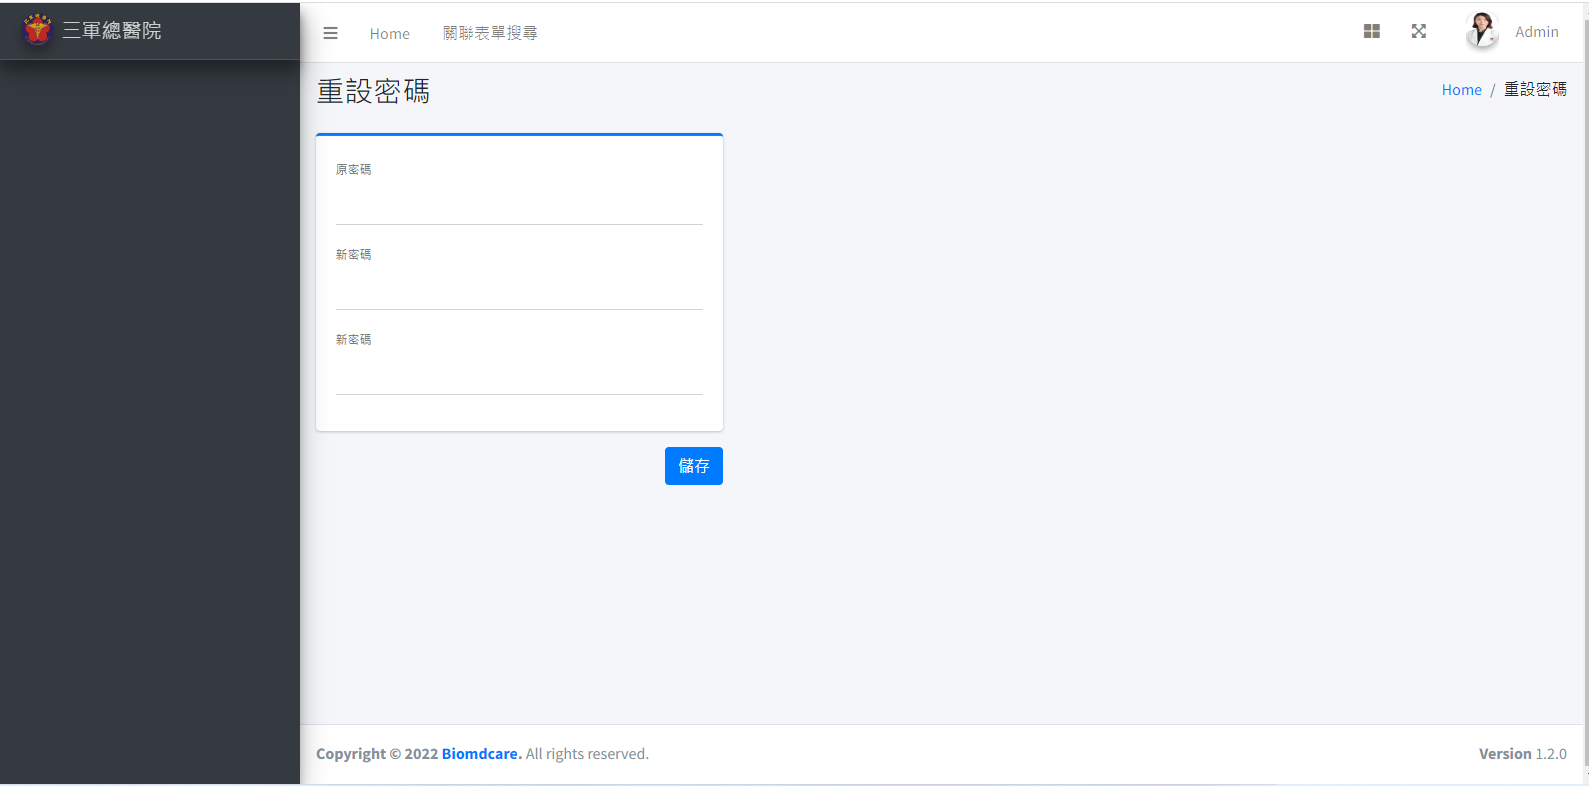 三軍總醫院
Home 關聯表單搜尋 Admin
重設密碼
Home / 重設密碼
原密碼
新密碼
新密碼
儲存
Copyright © 2022 Biomdcare. All rights reserved.
Version 1.2.0